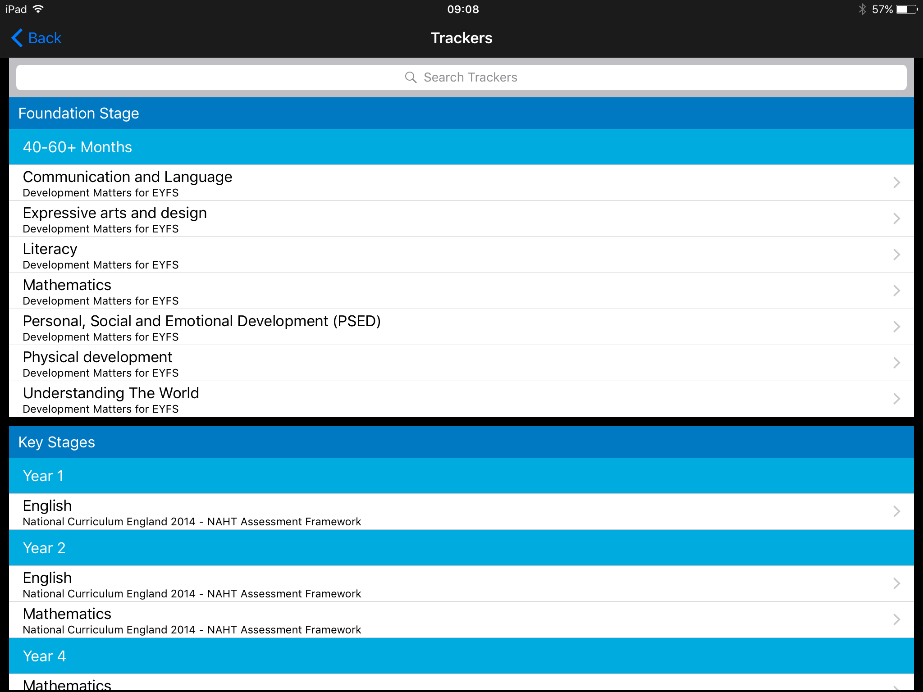 iPad 09:08 57%
Back Trackers
Search Trackers
Foundation Stage
40-60+ Months
Communication and Language
Development Matters for EYFS
Expressive arts and design
Development Matters for EYFS
Literacy
Development Matters for EYFS
Mathematics
Development Matters for EYFS
Personal, Social and Emotional Development (PSED)
Development Matters for EYFS
Physical development
Development Matters for EYFS
Understanding The World
Development Matters for EYFS
Key Stages
Year 1
English
National Curriculum England 2014 - NAHT Assessment Framework
Year 2
English
National Curriculum England 2014 - NAHT Assessment Framework
Mathematics
National Curriculum England 2014 - NAHT Assessment Framework
Year 4
Mathematics